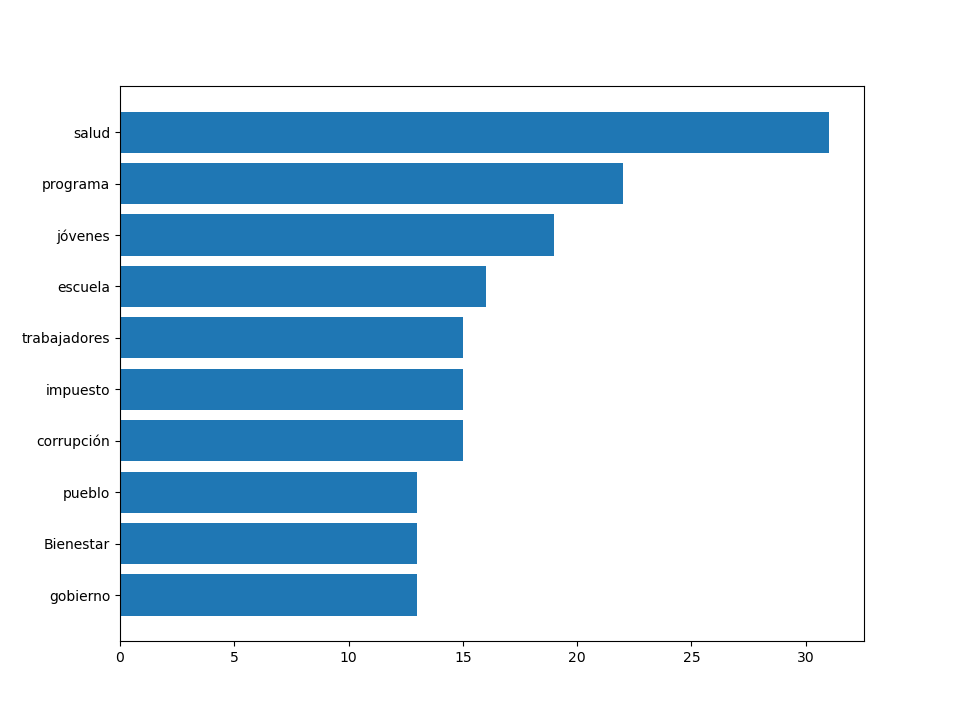 salud
programa
jóvenes
escuela
trabajadores
impuesto
corrupción
pueblo
Bienestar
gobierno
0 5 10 15 20 25 30